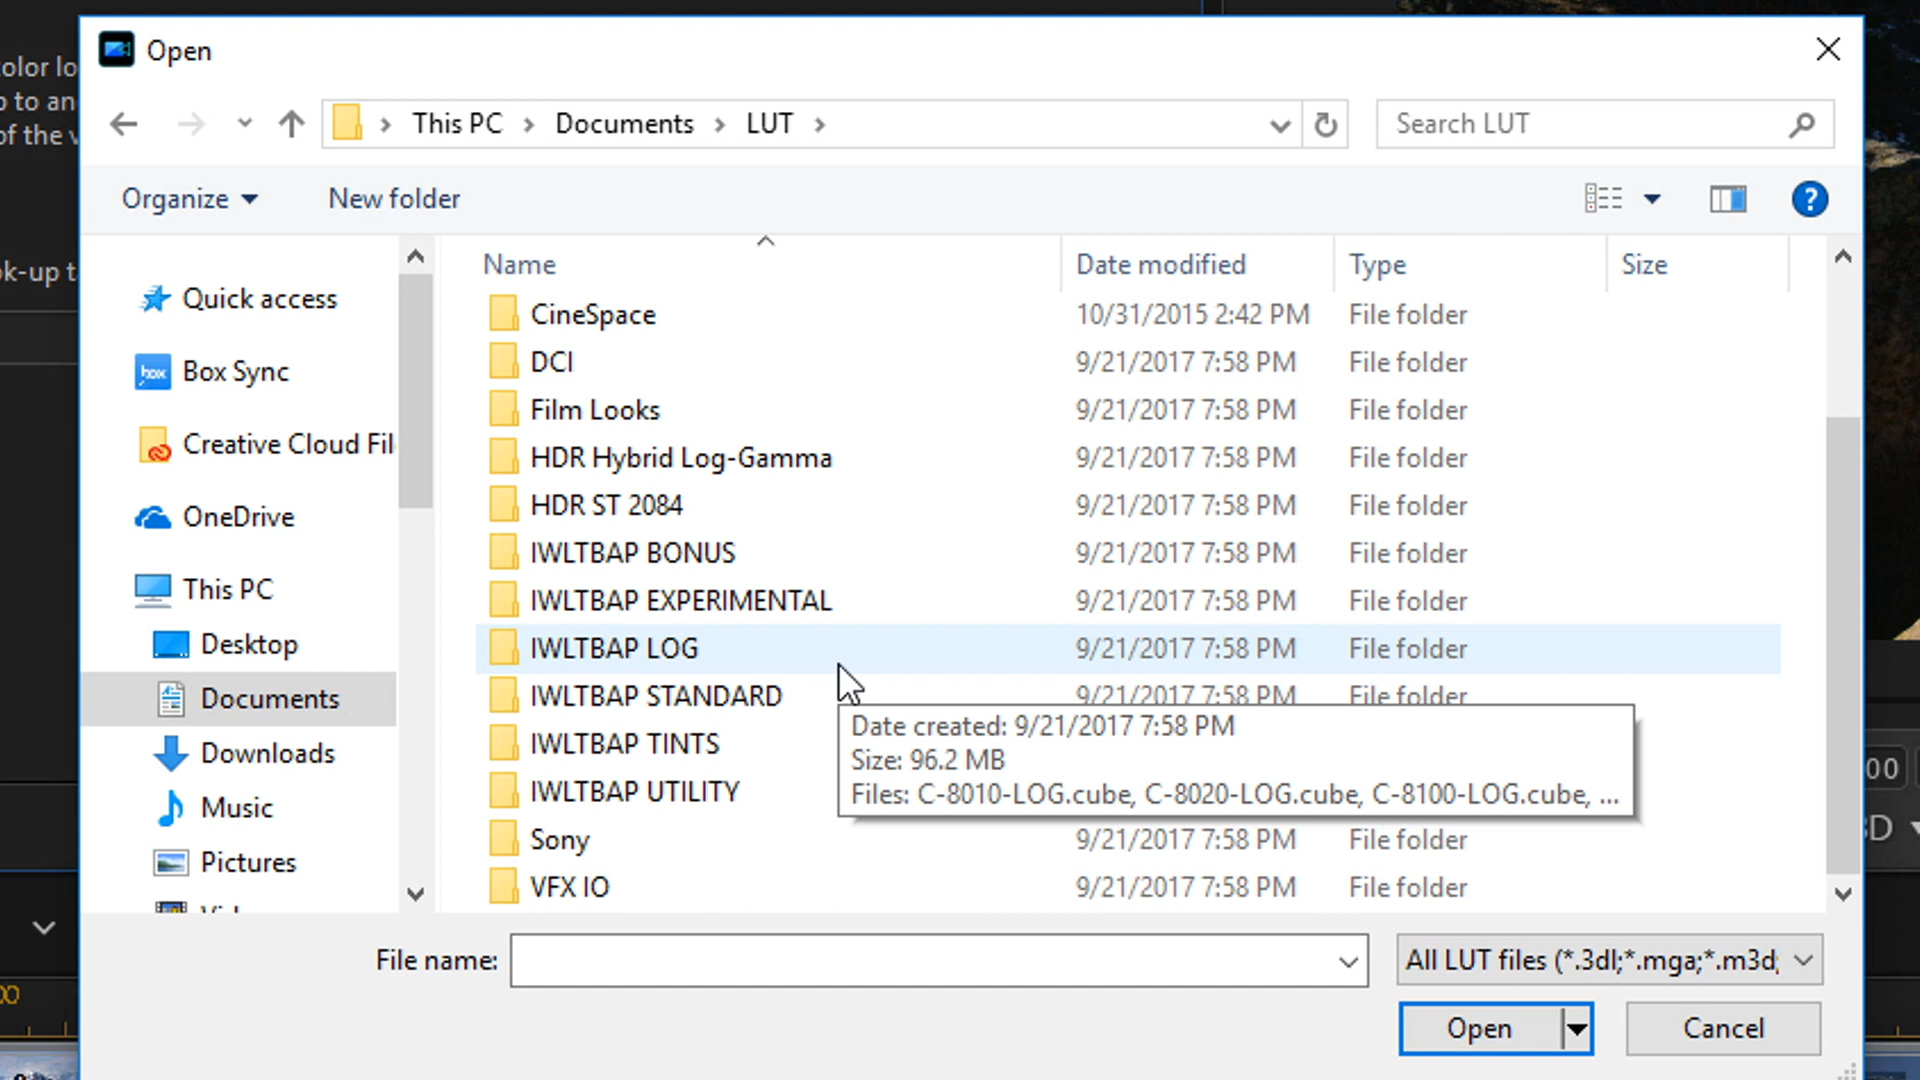 Open
This PC > Documents > LUT >
Search LUT
Organize
New folder
?
Name
Date modified
Type
Size
Quick access
box Box Sync
Creative Cloud Fil
OneDrive
This PC
Desktop
Documents
Downloads
Music
Pictures
CineSpace 10/31/2015 2:42 PM File folder
DCI 9/21/2017 7:58 PM File folder
Film Looks 9/21/2017 7:58 PM File folder
HDR Hybrid Log-Gamma 9/21/2017 7:58 PM File folder
HDR ST 2084 9/21/2017 7:58 PM File folder
IWLTBAP BONUS 9/21/2017 7:58 PM File folder
IWLTBAP EXPERIMENTAL 9/21/2017 7:58 PM File folder
IWLTBAP LOG 9/21/2017 7:58 PM File folder
IWLTBAP STANDARD 9/21/2017 7:58 PM File folder
IWLTBAP TINTS
IWLTBAP UTILITY
Date created: 9/21/2017 7:58 PM
Size: 96.2 MB
Files: C-8010-LOG.cube, C-8020-LOG.cube, C-8100-LOG.cube, ...
Sony 9/21/2017 7:58 PM File folder
VFX IO 9/21/2017 7:58 PM File folder
File name:
All LUT files (*.3dl;*.mga;*.m3d;
Open
Cancel
olor lo
to an
of the v
k-up t
00